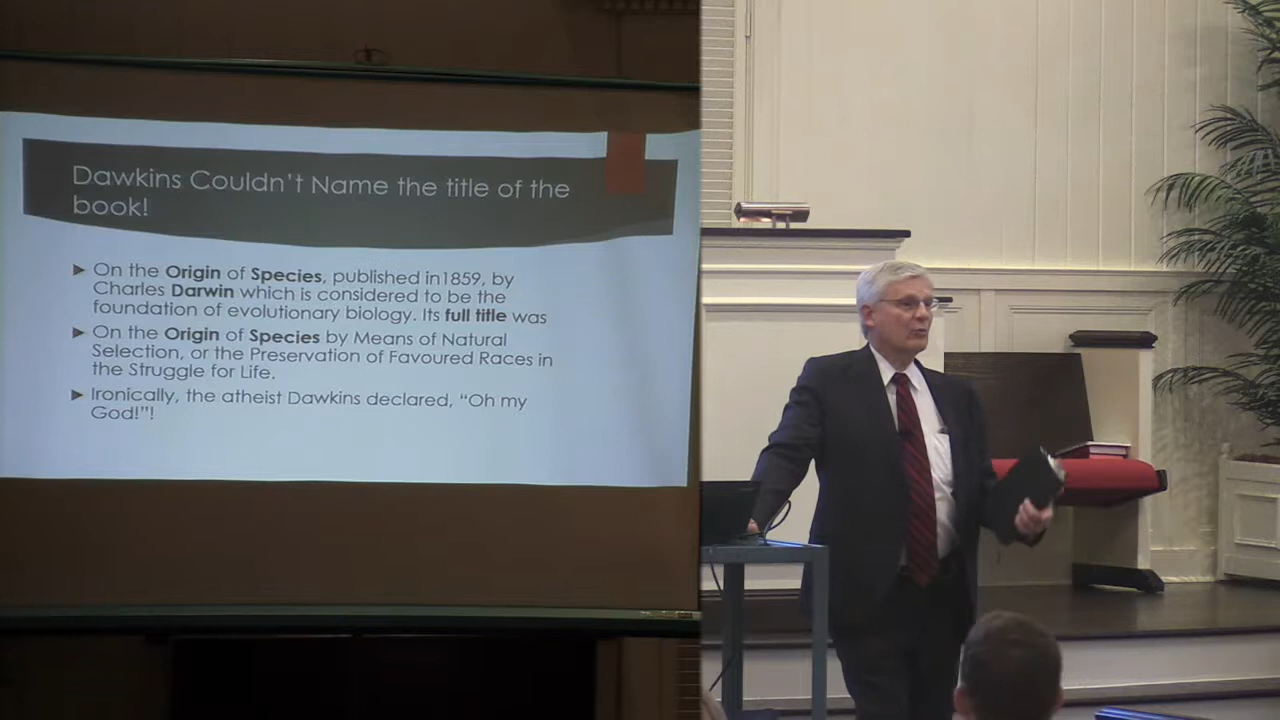 Dawkins Couldn't Name the title of the
book!
On the Origin of Species, published in1859, by
Charles Darwin which is considered to be the
foundation of evolutionary biology. Its full title was
On the Origin of Species by Means of Natural
Selection, or the Preservation of Favoured Races in
the Struggle for Life.
Ironically, the atheist Dawkins declared, "Oh my
God!"!